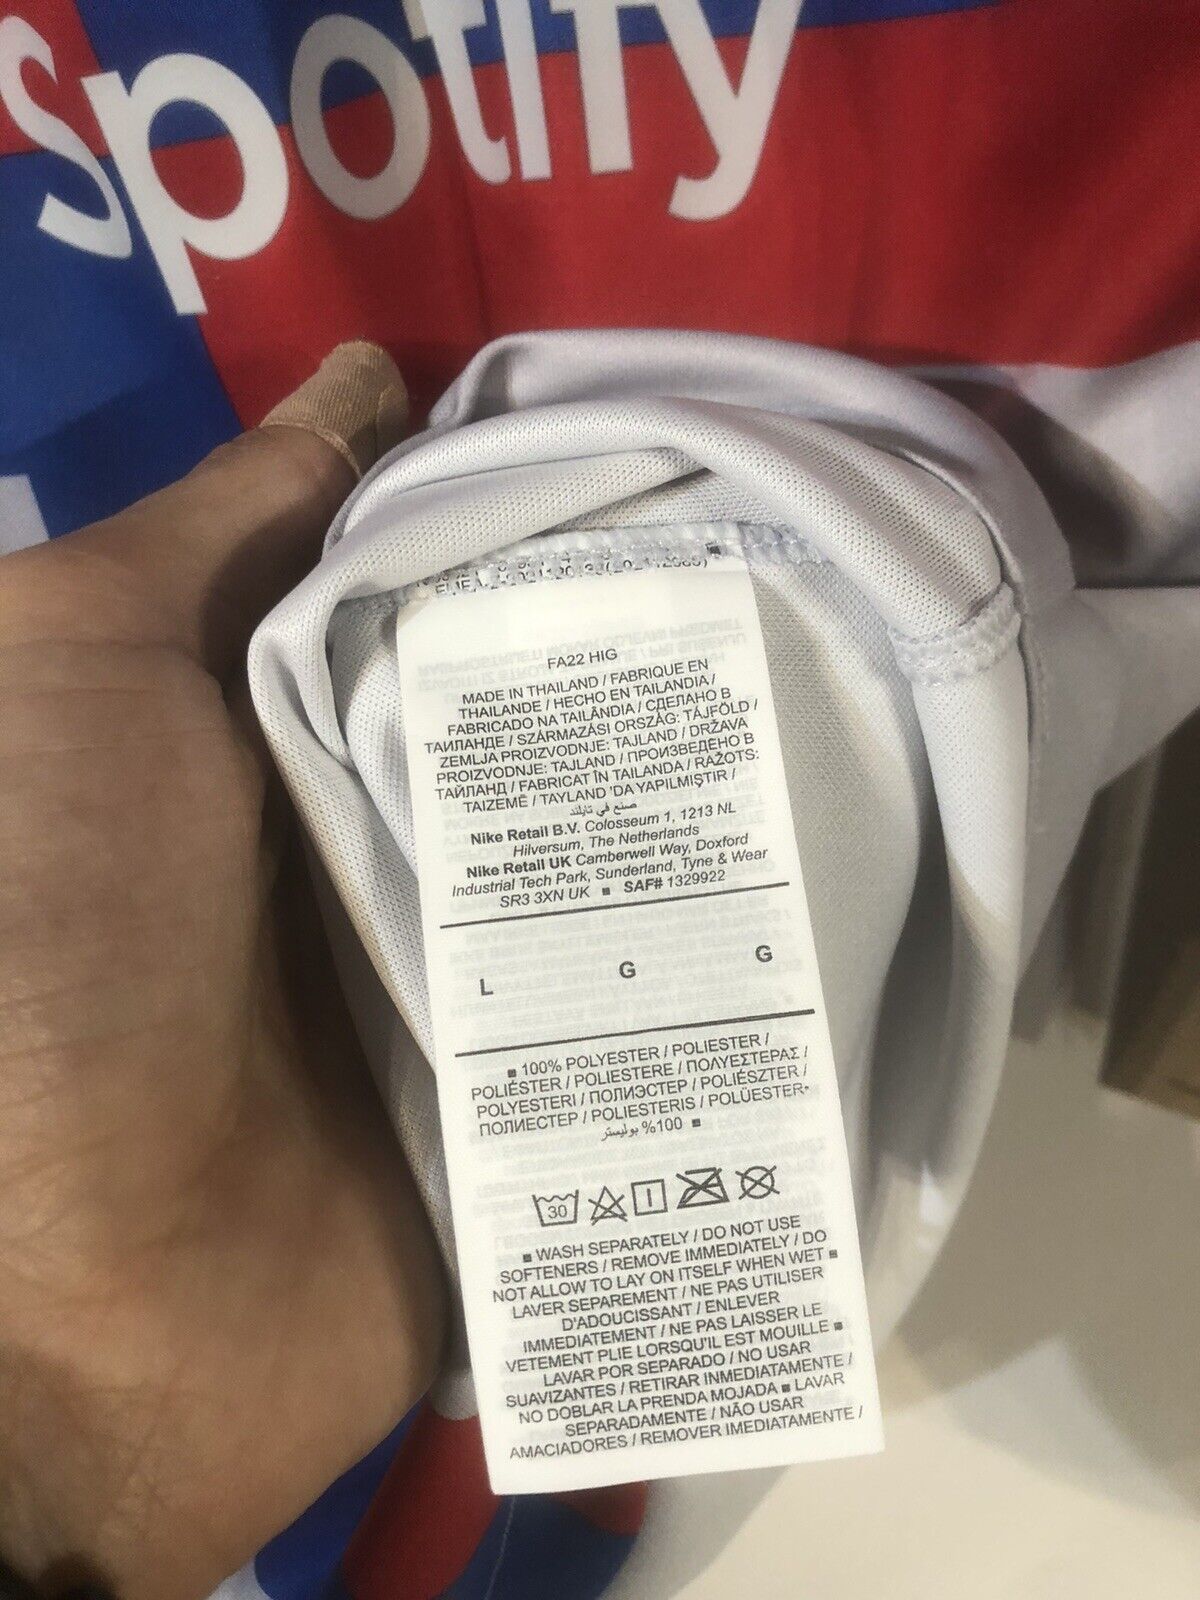 Spotify
FA22 HIG
MADE IN THAILAND / FABRIQUE EN
THAILANDE / HECHO EN TAILANDIA /
FABRICADO NA TAILÂNDIA / СДЕЛАНО В
ТАИЛАНДЕ / SZÁRMAZÁSI ORSZÁG: TÁJFÖLD /
ZEMLJA PROIZVODNJE: TAJLAND / DRŽAVA
PROIZVODNJE: TAJLAND / ПРОИЗВЕДЕНО В
ТАЙЛАНД / FABRICAT ÎN TAILANDA / RAŽOTS:
TAIZEMĒ / TAYLAND 'DA YAPILMIŞTIR /
صنع في تايلند
Nike Retail B.V. Colosseum 1, 1213 NL
Hilversum, The Netherlands
Nike Retail UK Camberwell Way, Doxford
Industrial Tech Park, Sunderland, Tyne & Wear
SR3 3XN UK ■ SAF# 1329922
L G G
■ 100% POLYESTER / POLIESTER /
POLIÉSTER / POLIESTERE / ΠΟΛΥΕΣΤΕΡΑΣ /
POLYESTERI / ПОЛИЭСТЕР / POLIÉSZTER /
ПОЛИЕСТЕР / POLIESTERIS / POLÜESTER-
100% بوليستر ■
30
■ WASH SEPARATELY / DO NOT USE
SOFTENERS / REMOVE IMMEDIATELY / DO
NOT ALLOW TO LAY ON ITSELF WHEN WET ■
LAVER SEPAREMENT / NE PAS UTILISER
D'ADOUCISSANT / ENLEVER
IMMEDIATEMENT / NE PAS LAISSER LE
VETEMENT PLIE LORSQU'IL EST MOUILLE ■
LAVAR POR SEPARADO / NO USAR
SUAVIZANTES / RETIRAR INMEDIATAMENTE /
NO DOBLAR LA PRENDA MOJADA ■ LAVAR
SEPARADAMENTE / NÃO USAR
AMACIADORES / REMOVER IMEDIATAMENTE /